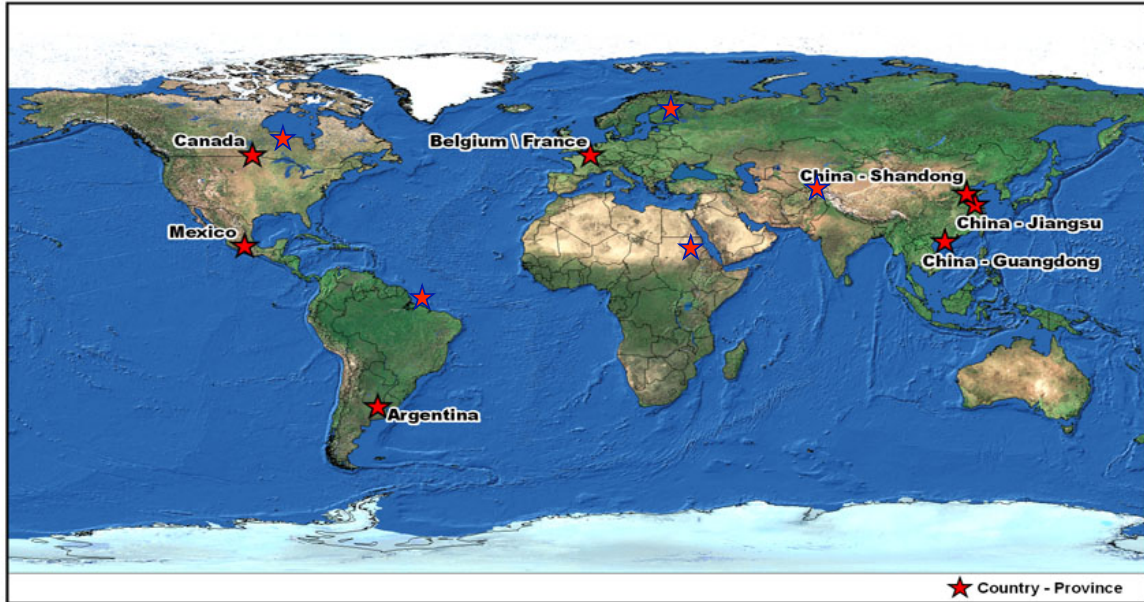 Canada
Belgium \ France
China - Shandong
China - Jiangsu
Mexico
China - Guangdong
Argentina
Country - Province